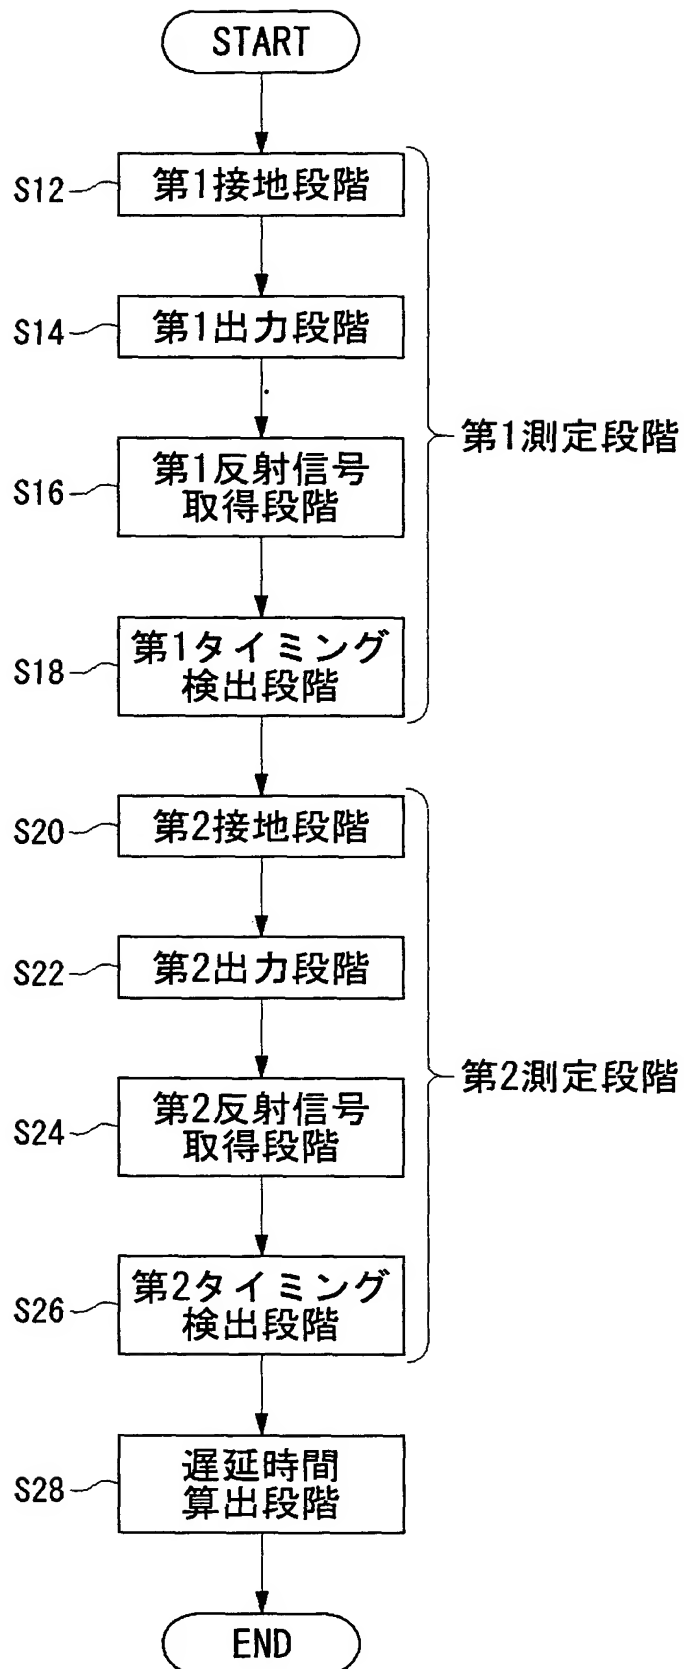 START
S12
第1接地段階
S14
第1出力段階
第1測定段階
S16
第1反射信号
取得段階
S18
第1タイミング
検出段階
S20
第2接地段階
S22
第2出力段階
第2測定段階
S24
第2反射信号
取得段階
S26
第2タイミング
検出段階
S28
遅延時間
算出段階
END